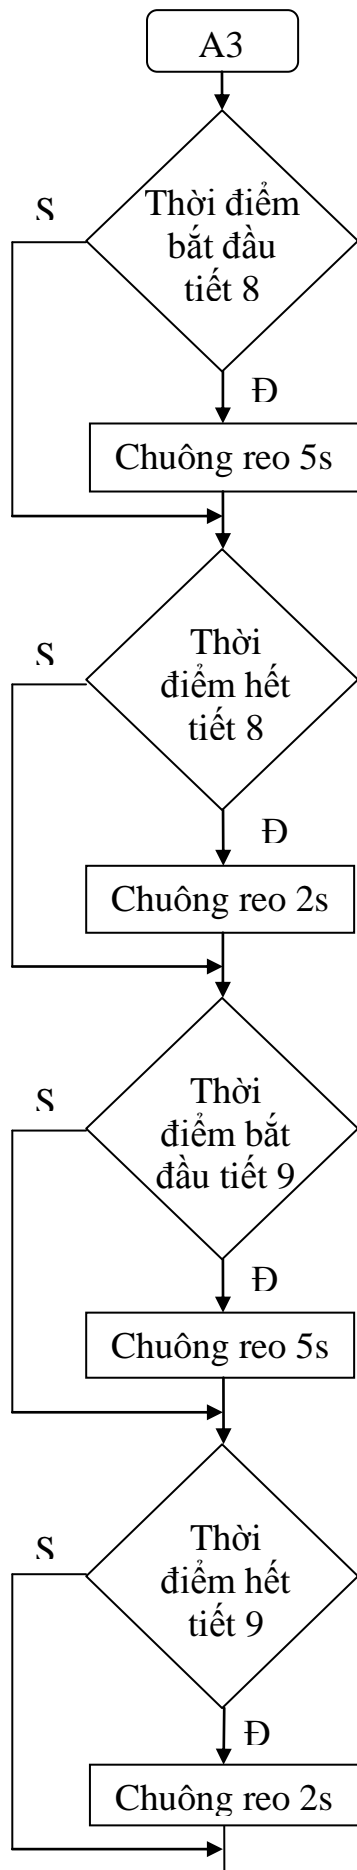 A3
S
Thời điểm
bắt đầu
tiết 8
Đ
Chuông reo 5s
S
Thời
điểm hết
tiết 8
Đ
Chuông reo 2s
S
Thời
điểm bắt
đầu tiết 9
Đ
Chuông reo 5s
S
Thời
điểm hết
tiết 9
Đ
Chuông reo 2s